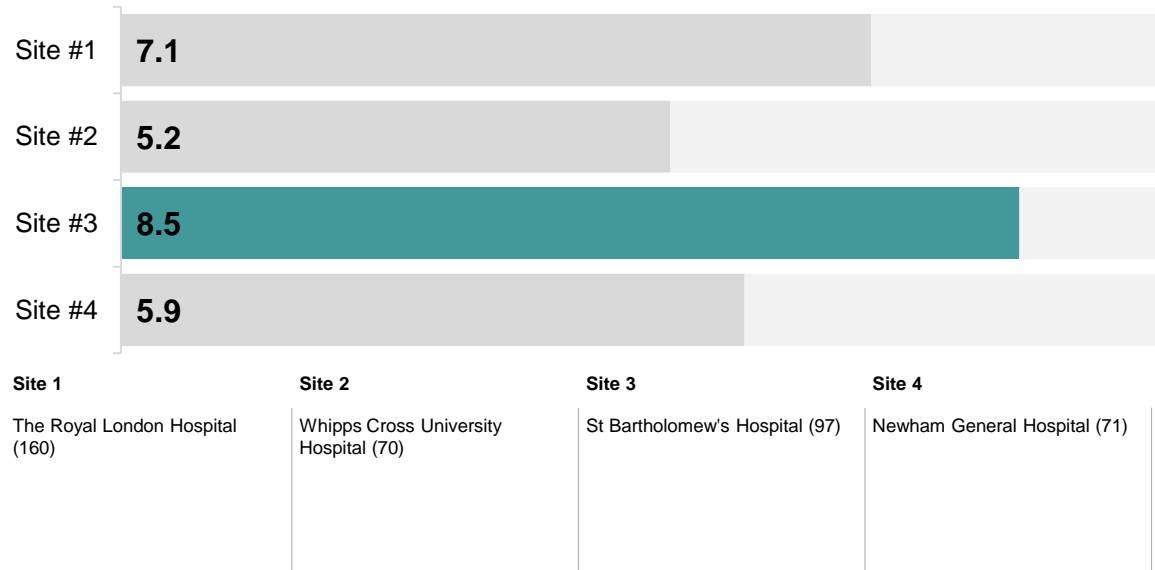 Site #1
7.1
Site #2
5.2
Site #3
8.5
Site #4
5.9
Site 1
The Royal London Hospital
(160)
Site 2
Whipps Cross University
Hospital (70)
Site 3
St Bartholomew's Hospital (97)
Site 4
Newham General Hospital (71)